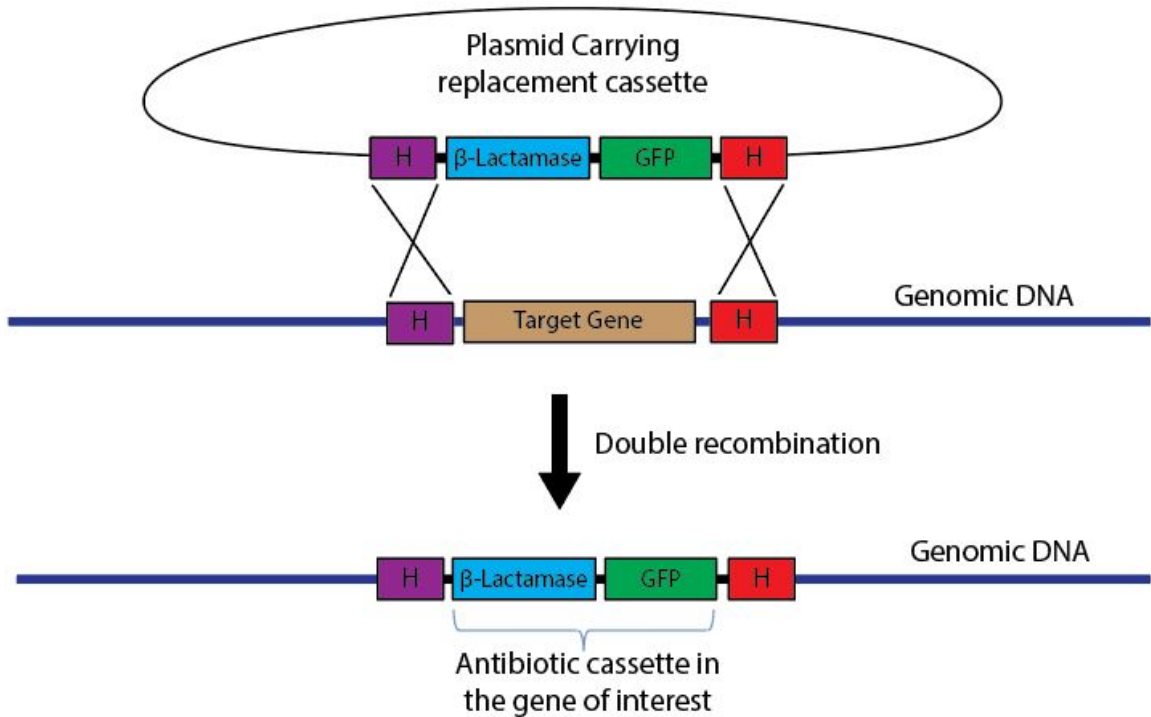 Plasmid Carrying
replacement cassette
H
β-Lactamase
GFP
H
Genomic DNA
H
Target Gene
H
Double recombination
Genomic DNA
H
β-Lactamase
GFP
H
Antibiotic cassette in
the gene of interest